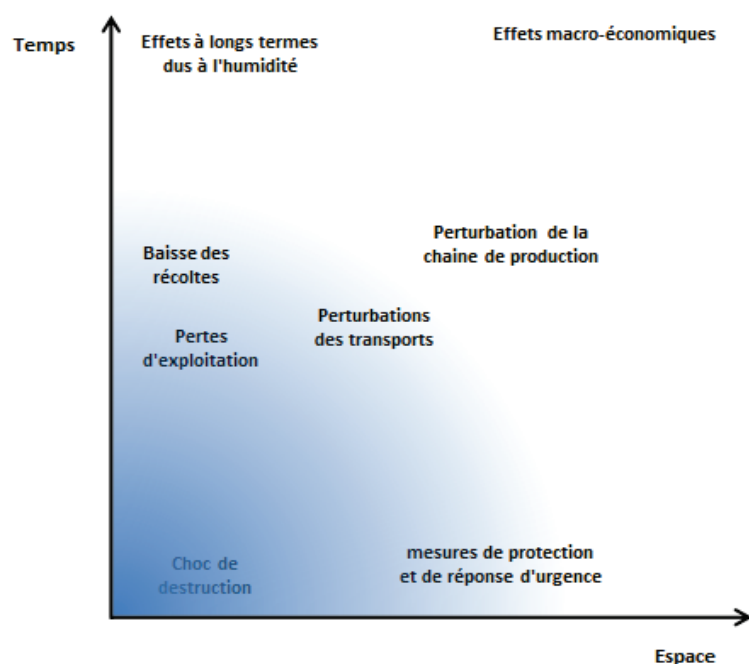 Temps
Effets à longs termes
dus à l'humidité
Effets macro-économiques
Perturbation de la
chaine de production
Baisse des
récoltes
Perturbations
des transports
Pertes
d'exploitation
mesures de protection
et de réponse d'urgence
Choc de
destruction
Espace